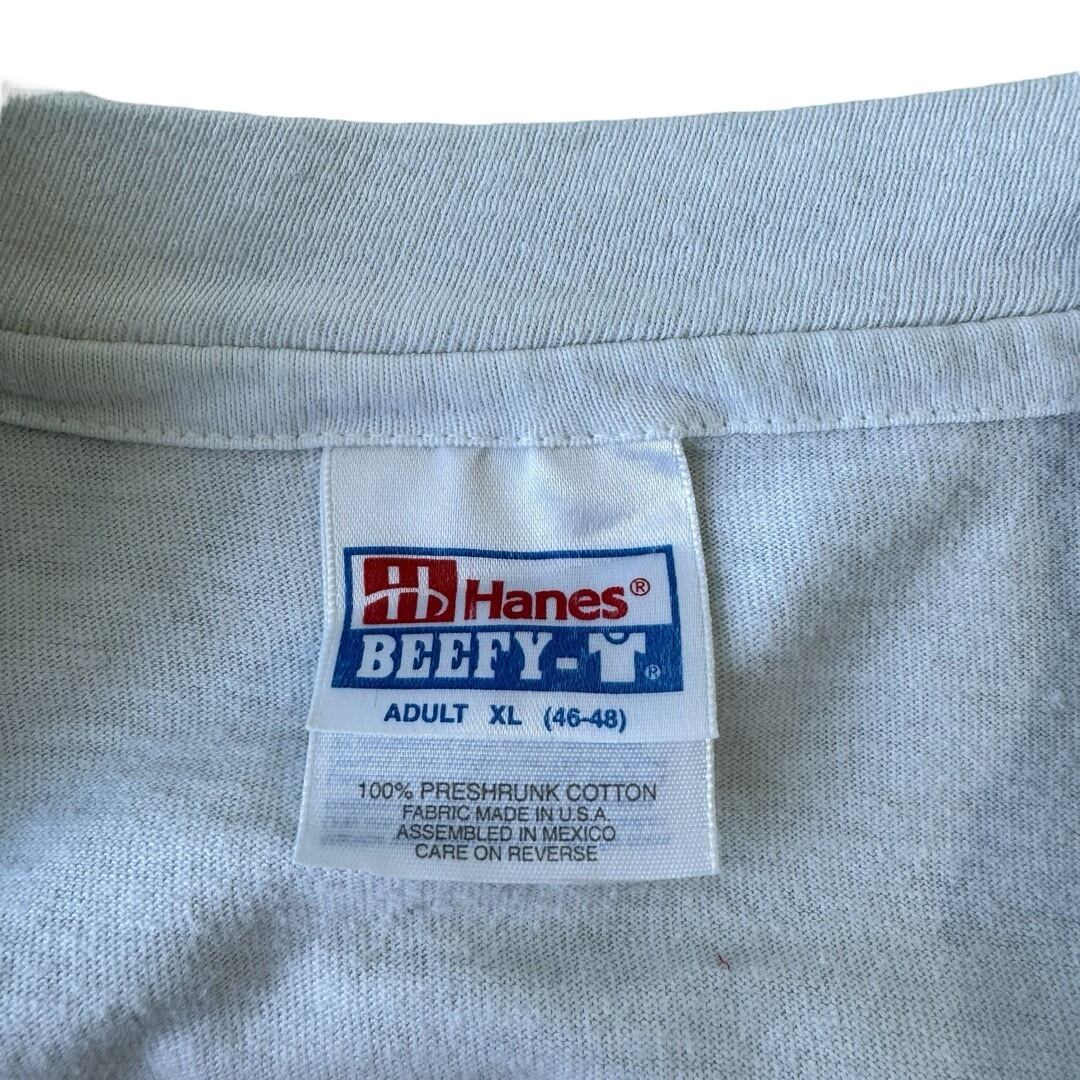 Hanes®
BEEFY-T®
ADULT XL (46-48)
100% PRESHRUNK COTTON
FABRIC MADE IN U.S.A.
ASSEMBLED IN MEXICO
CARE ON REVERSE